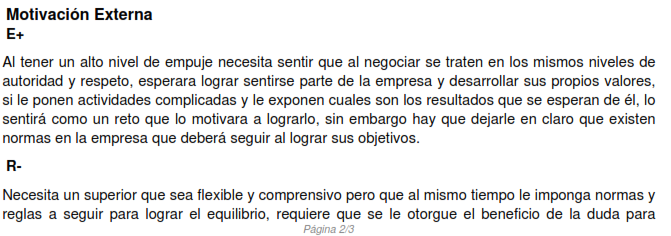 Motivación Externa
E+
Al tener un alto nivel de empuje necesita sentir que al negociar se traten en los mismos niveles de
autoridad y respeto, esperara lograr sentirse parte de la empresa y desarrollar sus propios valores,
si le ponen actividades complicadas y le exponen cuales son los resultados que se esperan de él, lo
sentirá como un reto que lo motivara a lograrlo, sin embargo hay que dejarle en claro que existen
normas en la empresa que deberá seguir al lograr sus objetivos.
R-
Necesita un superior que sea flexible y comprensivo pero que al mismo tiempo le imponga normas y
reglas a seguir para lograr el equilibrio, requiere que se le otorgue el beneficio de la duda para
Página 2/3